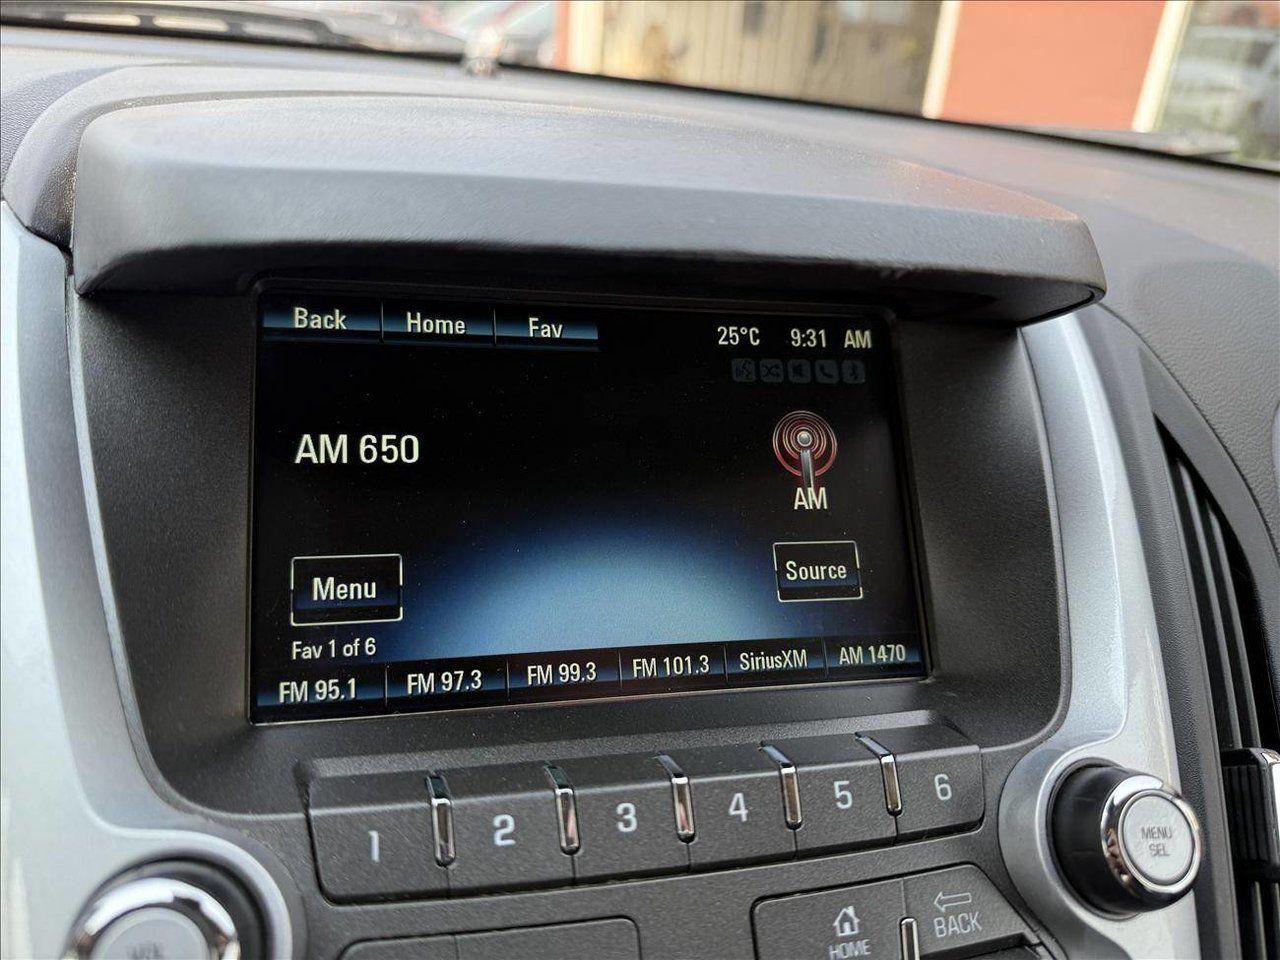 Back Home Fav 25°C 9:31 AM
AM 650
AM
Menu
Source
Fav 1 of 6
FM 95.1 FM 97.3 FM 99.3 FM 101.3 SiriusXM AM 1470
1 2 3 4 5 6
MENU
SEL
HOME
BACK